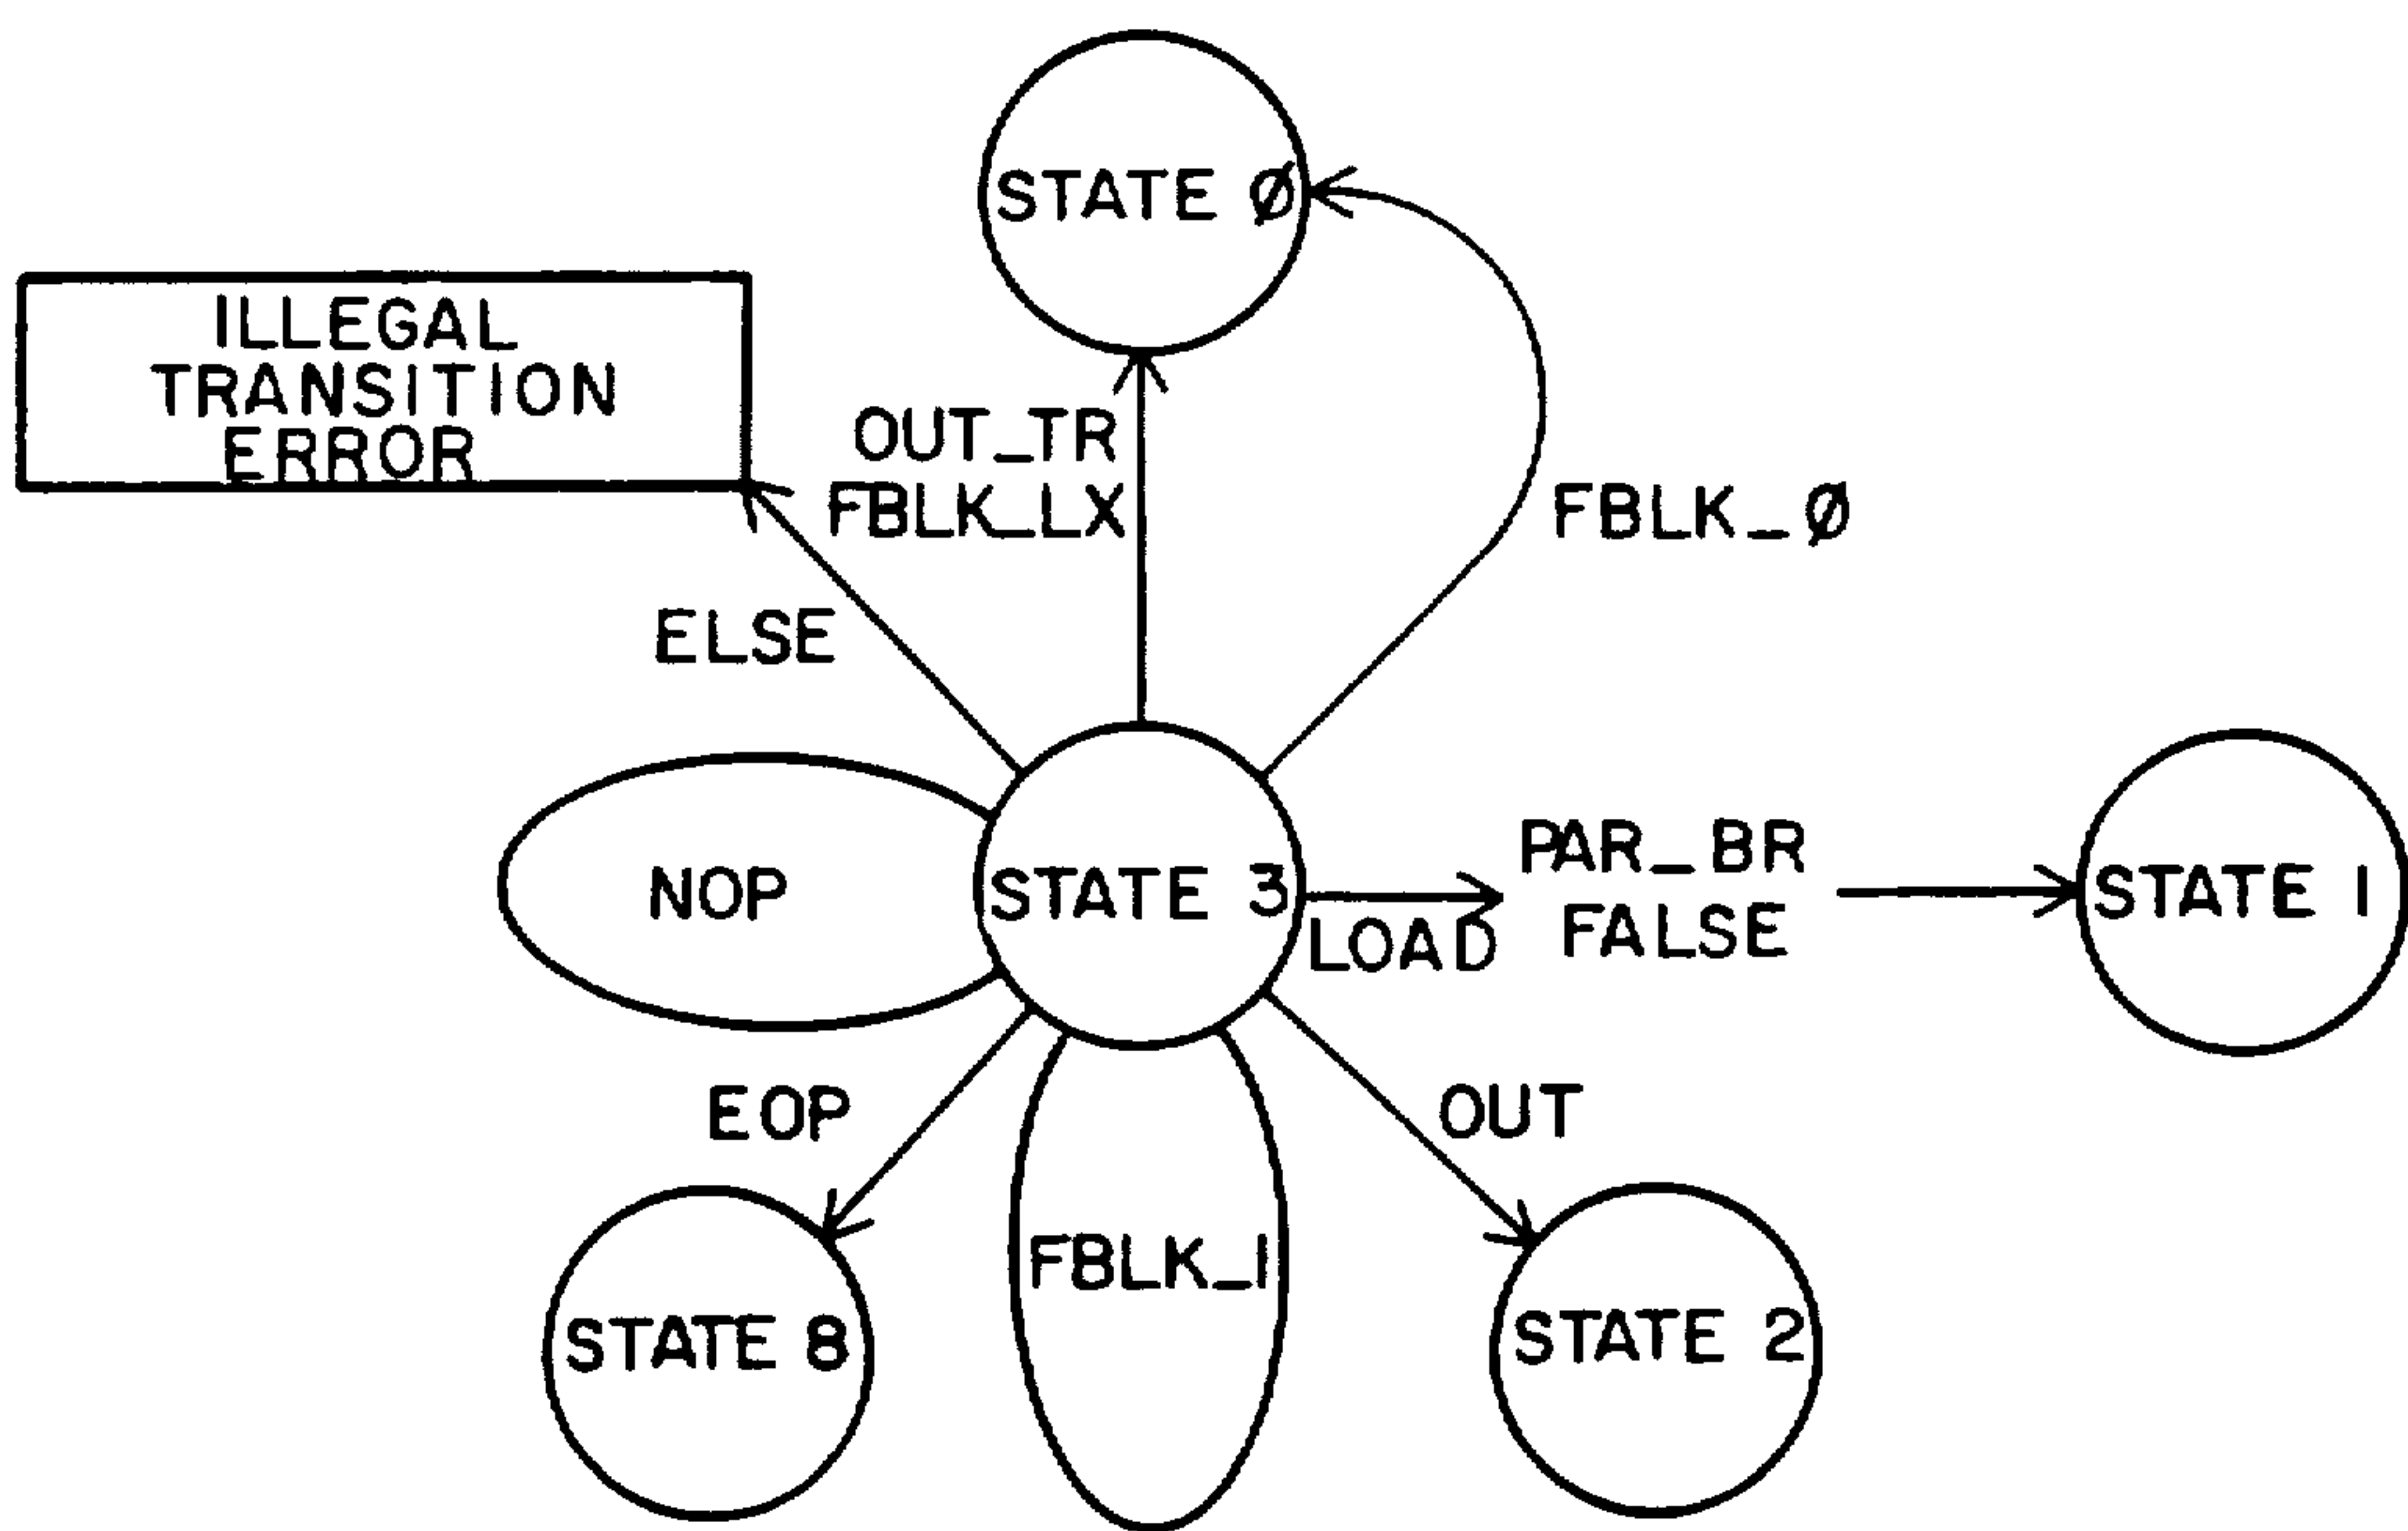 STATE Ø
ILLEGAL
TRANSITION
ERROR
OUT_TR
FBLK_LX
FBLK_Ø
ELSE
NOP
STATE 3
LOAD
PAR_BR
FALSE
STATE 1
EOP
OUT
FBLK_1
STATE 8
STATE 2